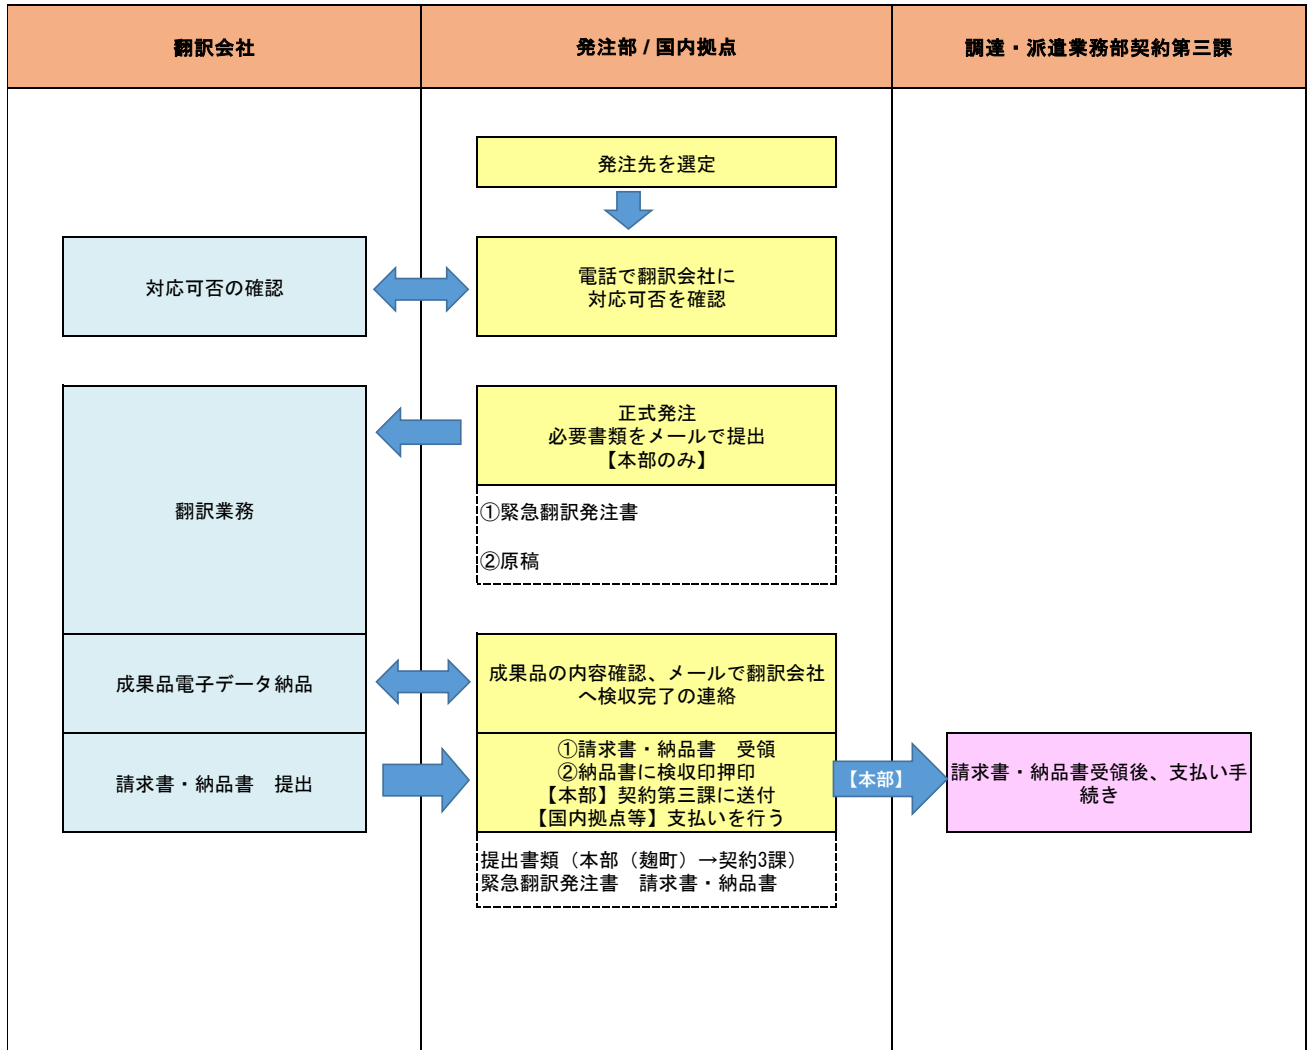 翻訳会社
発注部 / 国内拠点
調達・派遣業務部契約第三課
発注先を選定
対応可否の確認
電話で翻訳会社に
対応可否を確認
正式発注
必要書類をメールで提出
【本部のみ】
翻訳業務
①緊急翻訳発注書
②原稿
成果品電子データ納品
成果品の内容確認、メールで翻訳会社
へ検収完了の連絡
請求書・納品書　提出
①請求書・納品書　受領
②納品書に検収印押印
【本部】契約第三課に送付
【国内拠点等】支払いを行う
【本部】
請求書・納品書受領後、支払い手
続き
提出書類（本部（麹町）→契約3課）
緊急翻訳発注書　請求書・納品書